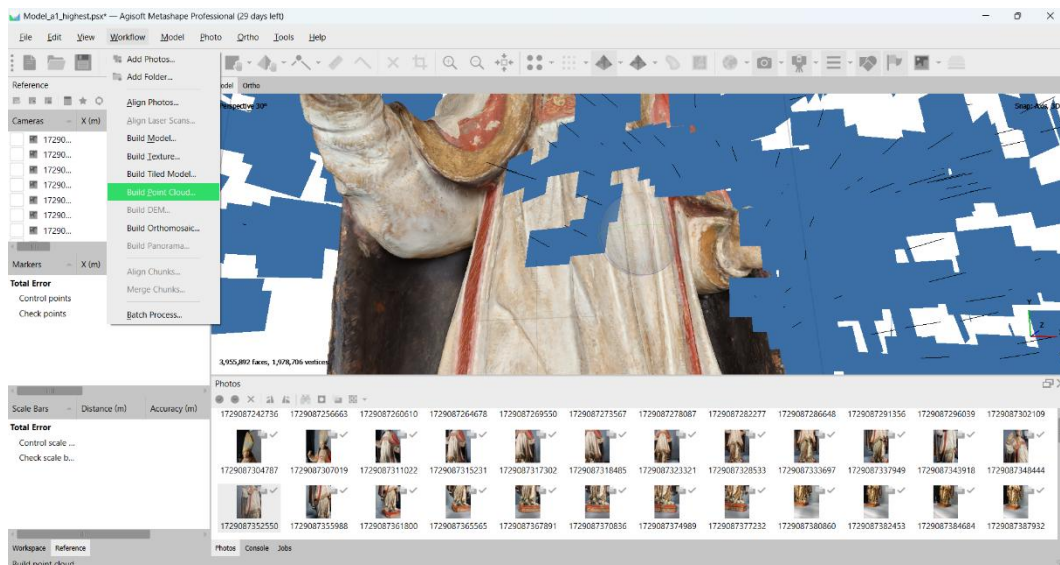 Model_a1_highest.psx* — Agisoft Metashape Professional (29 days left)
File Edit View Workflow Model Photo Ortho Tools Help
Add Photos...
Add Folder...
Align Photos...
Align Laser Scans...
Build Model...
Build Texture...
Build Tiled Model...
Build Point Cloud...
Build DEM...
Build Orthomosaic...
Build Panorama...
Align Chunks...
Merge Chunks...
Batch Process...
Reference
Cameras X (m)
17290...
17290...
17290...
17290...
17290...
17290...
17290...
Markers X (m)
Total Error
Control points
Check points
Scale Bars Distance (m) Accuracy (m)
Total Error
Control scale ...
Check scale b...
Workspace Reference
Build point cloud
Ortho
30°
Snap: Axis, 3D
Y
Z
3,955,892 faces, 1,978,706 vertices
Photos
1729087242736 1729087256663 1729087260610 1729087264678 1729087269550 1729087273567 1729087278087 1729087282277 1729087286648 1729087291356 1729087296039 1729087302109
1729087304787 1729087307019 1729087311022 1729087315231 1729087317302 1729087318485 1729087323321 1729087328533 1729087333697 1729087337949 1729087343918 1729087348444
1729087352550 1729087355988 1729087361800 1729087365565 1729087367891 1729087370836 1729087374989 1729087377232 1729087380860 1729087382453 1729087384684 1729087387932
Photos Console Jobs